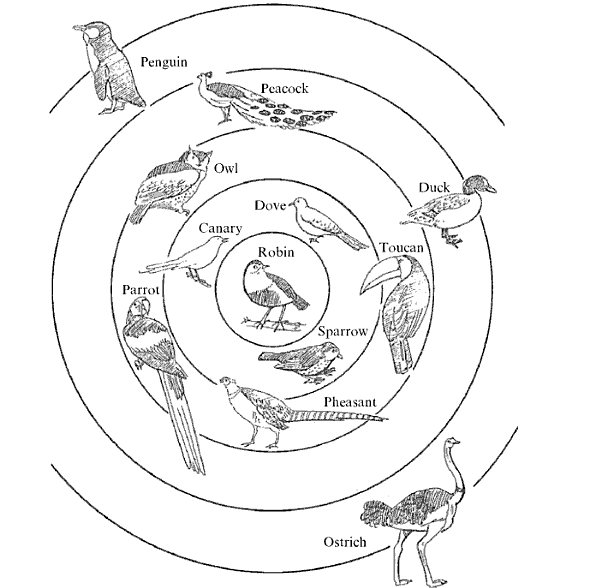 Penguin
Peacock
Owl
Duck
Dove
Canary
Robin
Toucan
Parrot
Sparrow
Pheasant
Ostrich